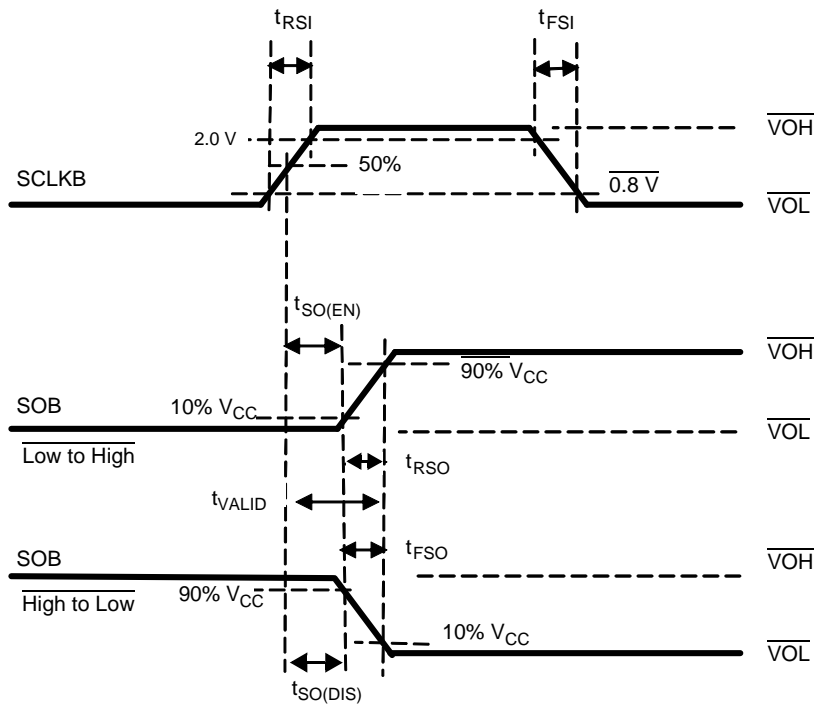 tRSI
tFSI
VOH
2.0 V
50%
SCLKB
0.8 V
VOL
tSO(EN)
VOH
90% VCC
10% VCC
SOB
VOL
Low to High
tRSO
tVALID
tFSO
VOH
SOB
90% VCC
High to Low
10% VCC
VOL
tSO(DIS)